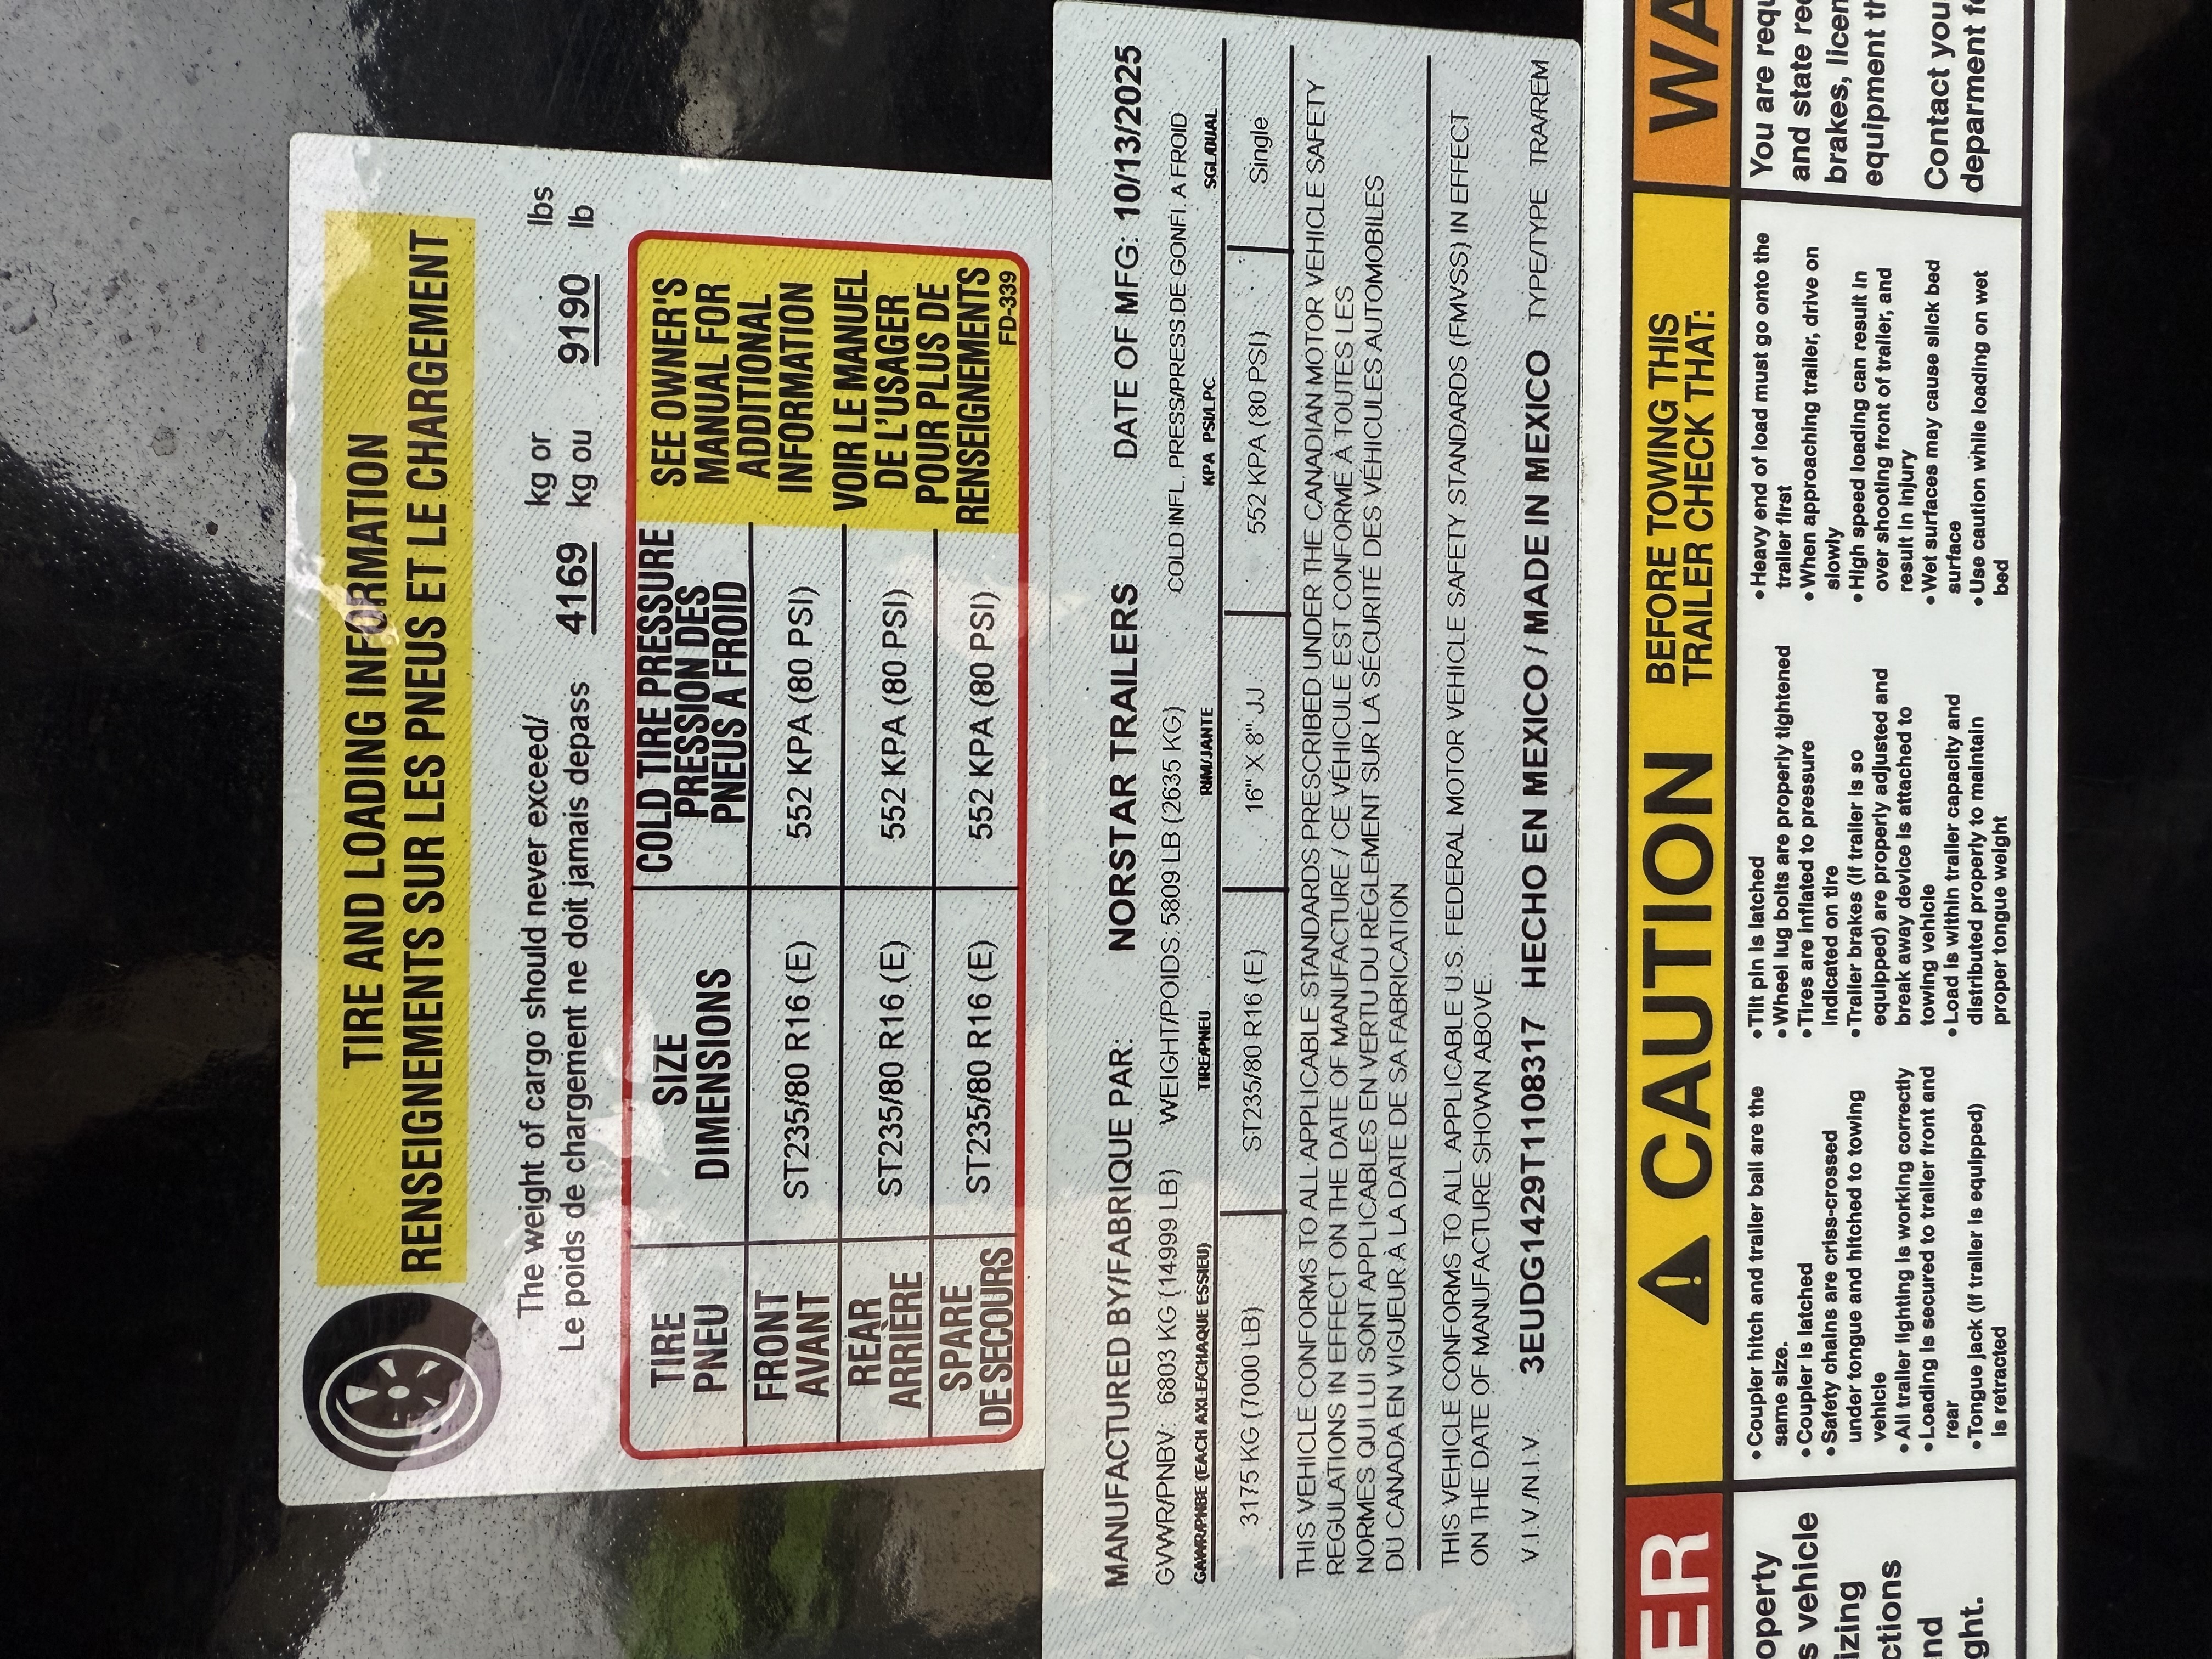 TIRE AND LOADING INFORMATION
RENSEIGNEMENTS SUR LES PNEUS ET LE CHARGEMENT
The weight of cargo should never exceed/ kg or lbs
Le poids de chargement ne doit jamais depass 4169 kg ou 9190 lb
TIRE SIZE COLD TIRE PRESSURE
PNEU DIMENSIONS PRESSION DES
PNEUS A FROID
FRONT
AVANT ST235/80 R16 (E) 552 KPA (80 PSI)
REAR
ARRIÈRE ST235/80 R16 (E) 552 KPA (80 PSI)
SPARE
DE SECOURS ST235/80 R16 (E) 552 KPA (80 PSI)
SEE OWNER'S
MANUAL FOR
ADDITIONAL
INFORMATION
VOIR LE MANUEL
DE L'USAGER
POUR PLUS DE
RENSEIGNEMENTS
FD-339
MANUFACTURED BY/FABRIQUE PAR: NORSTAR TRAILERS DATE OF MFG: 10/13/2025
GVWR/PNBV: 6803 KG (14999 LB) WEIGHT/POIDS: 5809 LB (2635 KG) COLD INFL. PRESS/PRESS.DE GONFL A FROID
GAWR/PNBE (EACH AXLE/CHAQUE ESSIEU) TIRE/PNEU RIM/JANTE KPA PSI/LPC SGL/DUAL
3175 KG (7000 LB) ST235/80 R16 (E) 16" X 8" JJ 552 KPA (80 PSI) Single
THIS VEHICLE CONFORMS TO ALL APPLICABLE STANDARDS PRESCRIBED UNDER THE CANADIAN MOTOR VEHICLE SAFETY
REGULATIONS IN EFFECT ON THE DATE OF MANUFACTURE / CE VÉHICULE EST CONFORME À TOUTES LES
NORMES QUI LUI SONT APPLICABLES EN VERTU DU RÈGLEMENT SUR LA SÉCURITÉ DES VÉHICULES AUTOMOBILES
DU CANADA EN VIGUEUR À LA DATE DE SA FABRICATION
THIS VEHICLE CONFORMS TO ALL APPLICABLE U.S. FEDERAL MOTOR VEHICLE SAFETY STANDARDS (FMVSS) IN EFFECT
ON THE DATE OF MANUFACTURE SHOWN ABOVE.
V.I.V./N.I.V 3EUDG1429T1108317 HECHO EN MEXICO / MADE IN MEXICO TYPE/TYPE TRA/REM
ER
operty
s vehicle
izing
ctions
nd
ght.
CAUTION
BEFORE TOWING THIS
TRAILER CHECK THAT:
• Coupler hitch and trailer ball are the
same size.
• Coupler is latched
• Safety chains are criss-crossed
under tongue and hitched to towing
vehicle
• All trailer lighting is working correctly
• Loading is secured to trailer front and
rear
• Tongue jack (if trailer is equipped)
is retracted
• Tilt pin is latched
• Wheel lug bolts are properly tightened
• Tires are inflated to presure
indicated on tire
• Trailer brakes (if trailer is so
equipped) are properly adjusted and
break away device is attached to
towing vehicle
• Load is within trailer capacity and
distributed properly to maintain
proper tongue weight
• Heavy end of load must go onto the
trailer first
• When approaching trailer, drive on
slowly
• High speed loading can result in
over shooting front of trailer, and
result in injury
• Wet surfaces may cause slick bed
surface
• Use caution while loading on wet
bed
WA
You are requ
and state req
brakes, licen
equipment th
Contact you
deparment fo